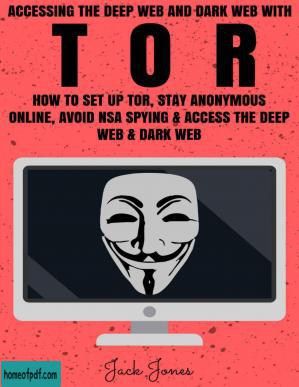 ACCESSING THE DEEP WEB AND DARK WEB WITH
TOR
HOW TO SET UP TOR, STAY ANONYMOUS
ONLINE, AVOID NSA SPYING & ACCESS THE DEEP
WEB & DARK WEB
homeofpdf.com
Jack Jones